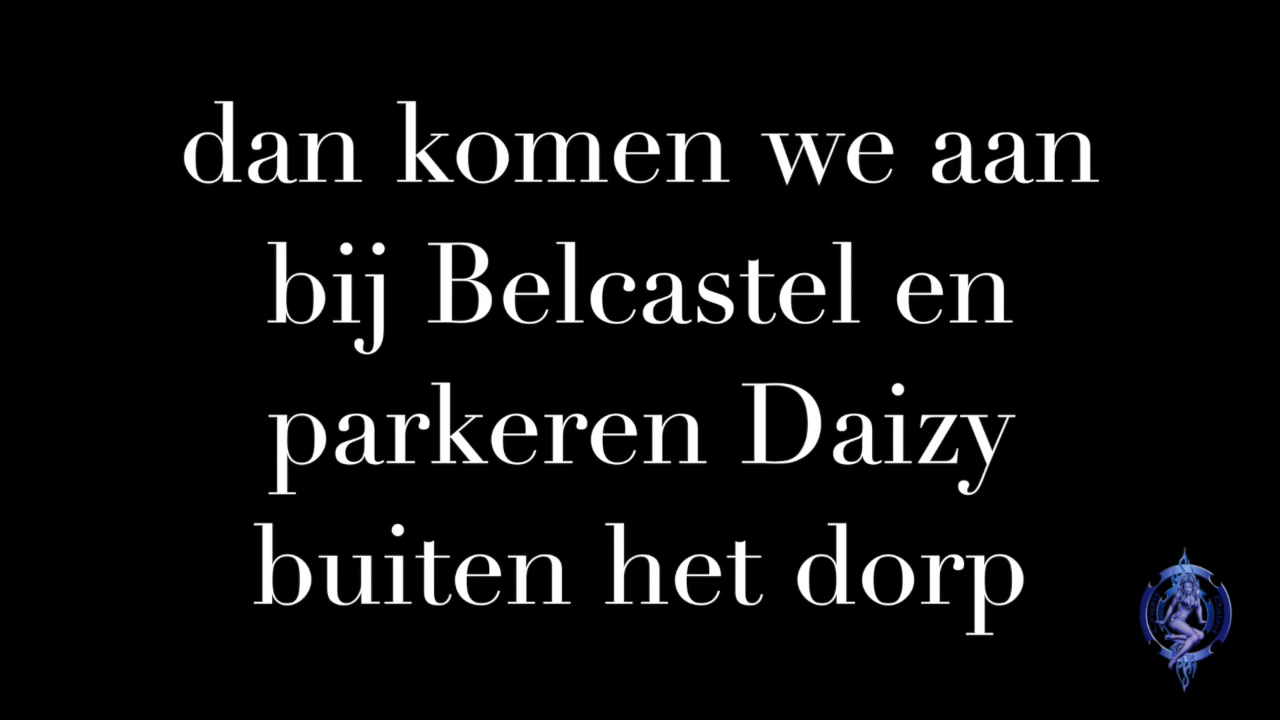 dan komen we aan
bij Belcastel en
parkeren Daizy
buiten het dorp